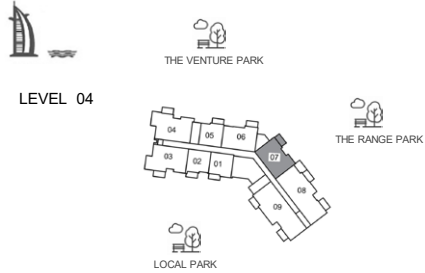 THE VENTURE PARK
LEVEL 04
THE RANGE PARK
04
05
06
03
02
01
07
08
09
LOCAL PARK